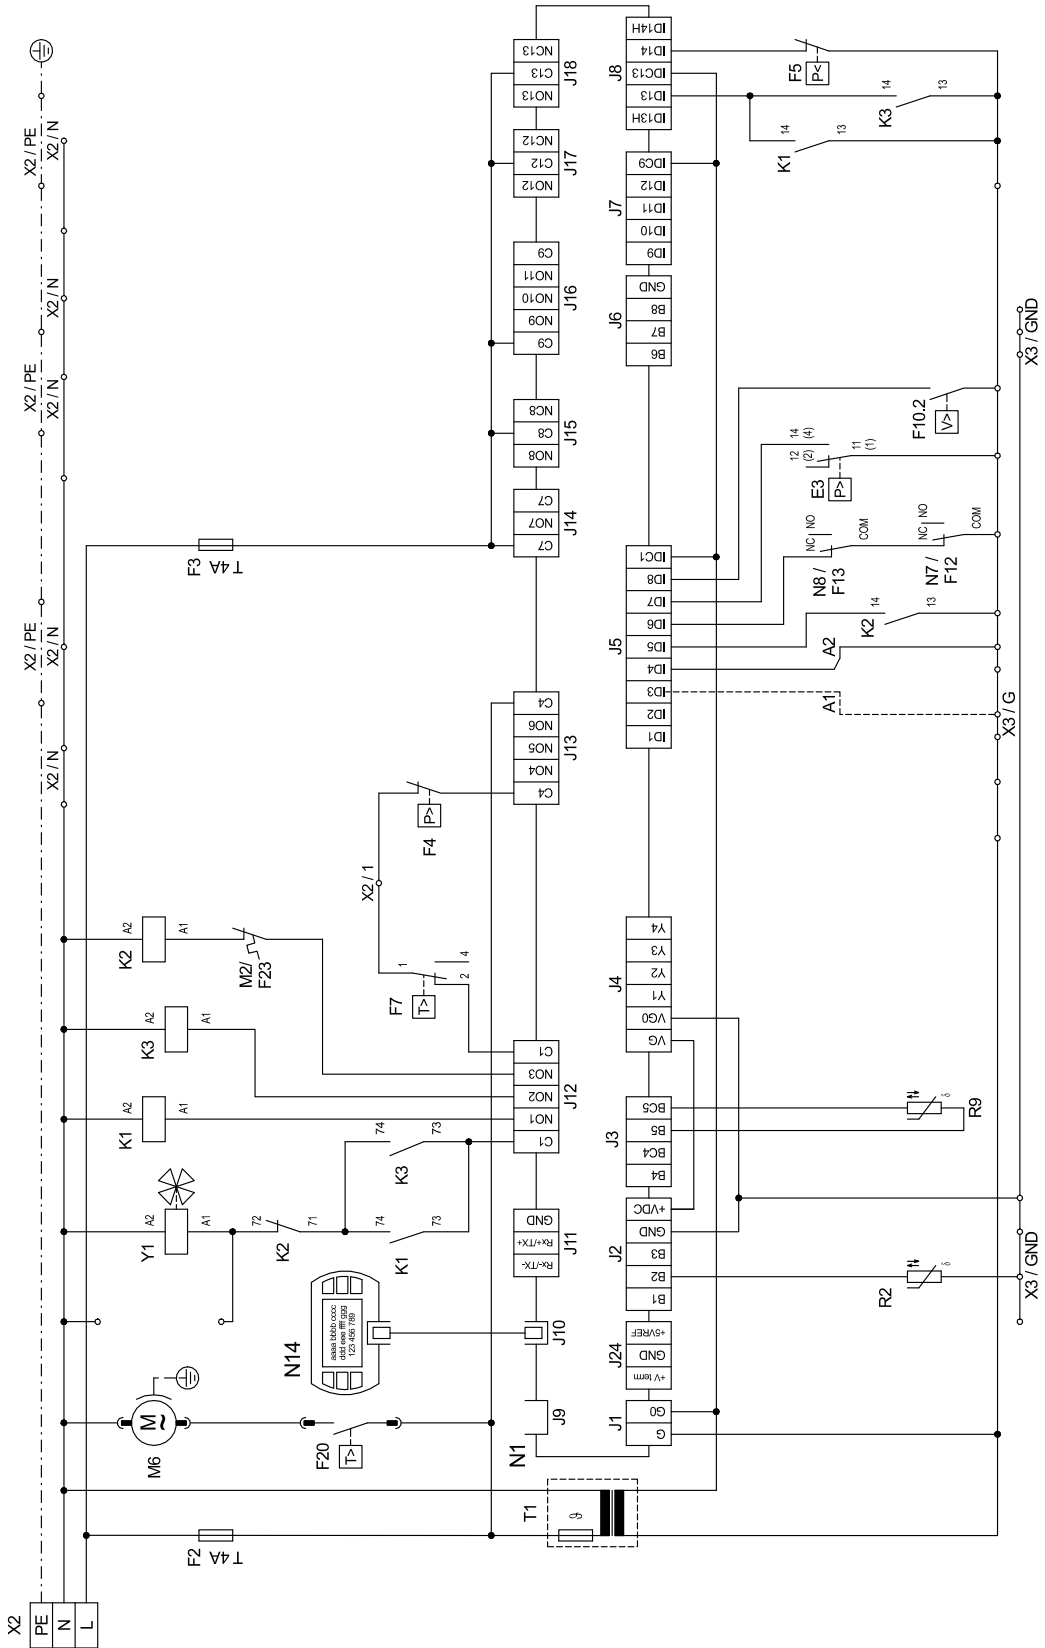 X2
PE
N
L
X2 / N
X2 / PE
X2 / N
X2 / N
X2 / PE
X2 / N
X2 / N
X2 / PE
F2
T 4A
F3
T 4A
M6
M
~
F20
T>
Y1
A2
A1
K2
72
71
K1
74
73
K3
74
73
K1
A2
A1
K3
A2
A1
K2
A2
A1
M2/
F23
F7
T>
1
2
4
X2 / 1
F4
P>
N14
aaaa bbbb cccc
ddd eee fff ggg
123 456 789
T1
ϑ
N1
J9
J10
J11
Rx-/TX-
Rx+/TX+
GND
J12
C1
NO1
NO2
NO3
C1
J13
C4
NO4
NO5
NO6
C4
J14
C7
NO7
C7
J15
NO8
C8
NC8
J16
C9
NO9
NO10
NO11
C9
J17
NO12
C12
NC12
J18
NO13
C13
NC13
J1
G
G0
J24
+V term
GND
+5VREF
J2
B1
B2
B3
GND
+VDC
J3
B4
BC4
B5
BC5
J4
VG
VG0
Y1
Y2
Y3
Y4
J5
ID1
ID2
ID3
ID4
ID5
ID6
ID7
ID8
IDC1
J6
B6
B7
B8
GND
J7
ID9
ID10
ID11
ID12
IDC9
J8
ID13H
ID13
IDC13
ID14
ID14H
R2
R9
A1
A2
K2
14
13
N8 /
F13
NC
NO
COM
N7 /
F12
NC
NO
COM
E3
P>
12
(2)
14
(4)
11
(1)
F10.2
V>
K1
14
13
K3
14
13
F5
P<
X3 / G
X3 / GND
X3 / GND